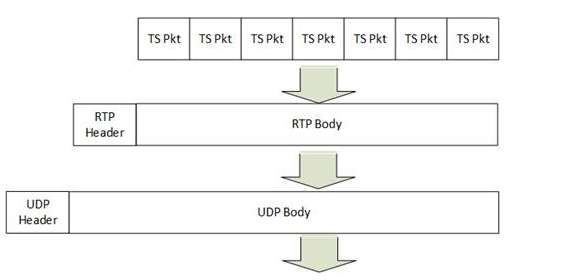 TS Pkt TS Pkt TS Pkt TS Pkt TS Pkt TS Pkt TS Pkt
RTP
Header
RTP Body
UDP
Header
UDP Body